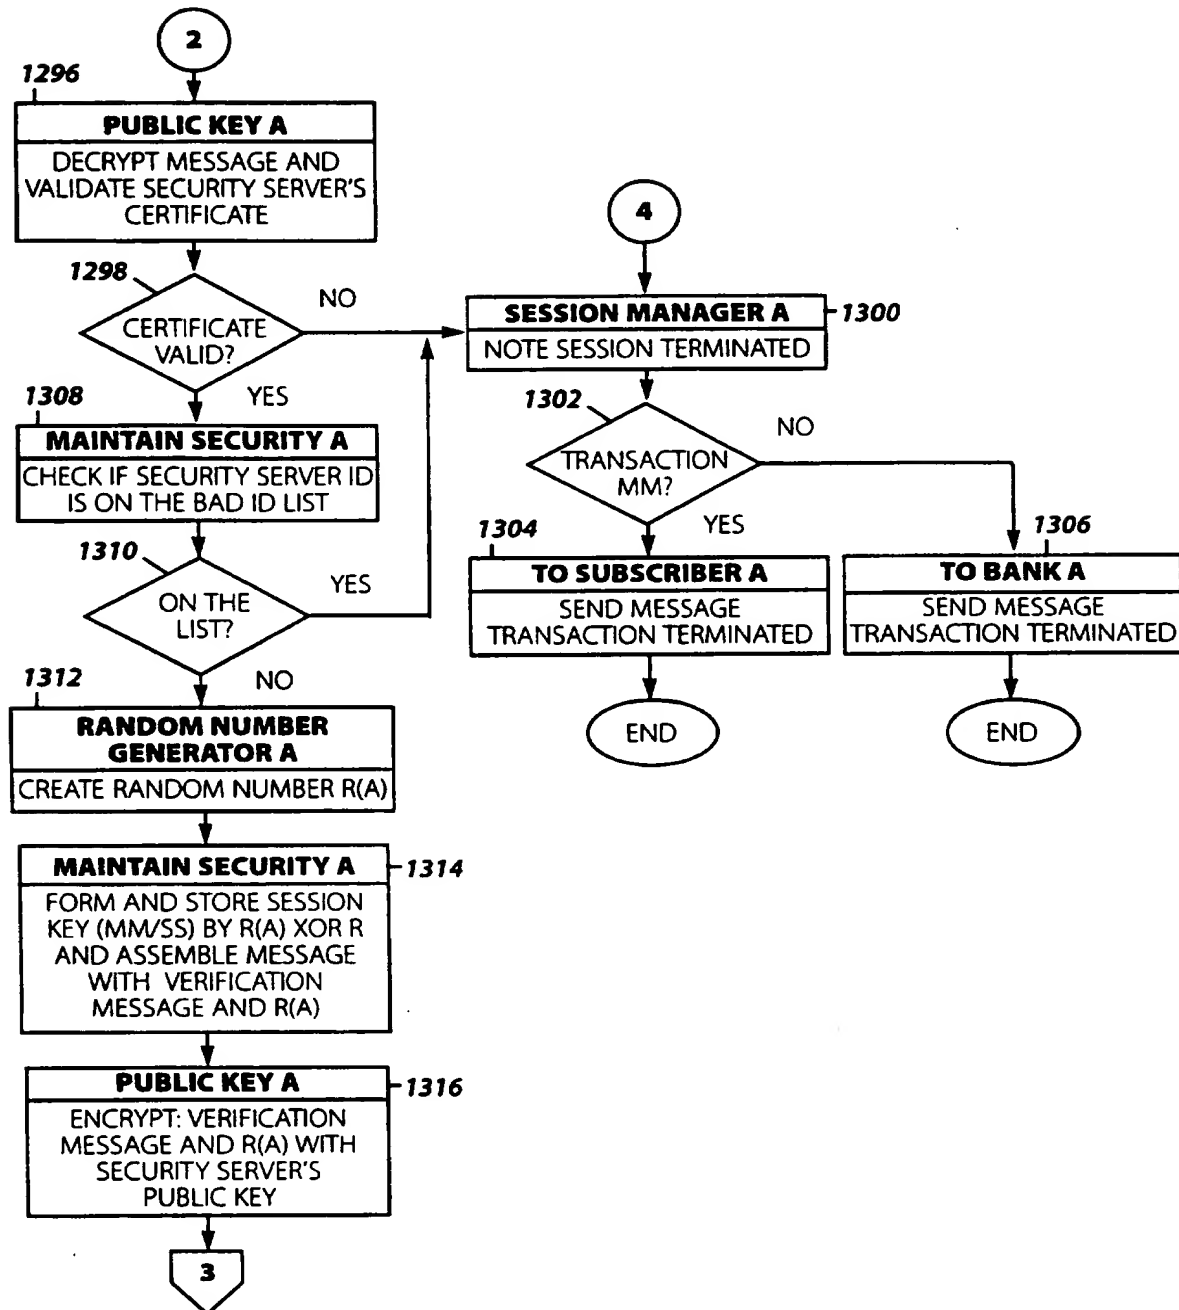 2
1296
PUBLIC KEY A
DECRYPT MESSAGE AND
VALIDATE SECURITY SERVER'S
CERTIFICATE
1298
CERTIFICATE
VALID?
NO
YES
1308
MAINTAIN SECURITY A
CHECK IF SECURITY SERVER ID
IS ON THE BAD ID LIST
1310
ON THE
LIST?
YES
NO
1312
RANDOM NUMBER
GENERATOR A
CREATE RANDOM NUMBER R(A)
MAINTAIN SECURITY A
1314
FORM AND STORE SESSION
KEY (MM/SS) BY R(A) XOR R
AND ASSEMBLE MESSAGE
WITH VERIFICATION
MESSAGE AND R(A)
PUBLIC KEY A
1316
ENCRYPT: VERIFICATION
MESSAGE AND R(A) WITH
SECURITY SERVER'S
PUBLIC KEY
3
4
SESSION MANAGER A
1300
NOTE SESSION TERMINATED
1302
TRANSACTION
MM?
NO
YES
1304
TO SUBSCRIBER A
SEND MESSAGE
TRANSACTION TERMINATED
END
1306
TO BANK A
SEND MESSAGE
TRANSACTION TERMINATED
END